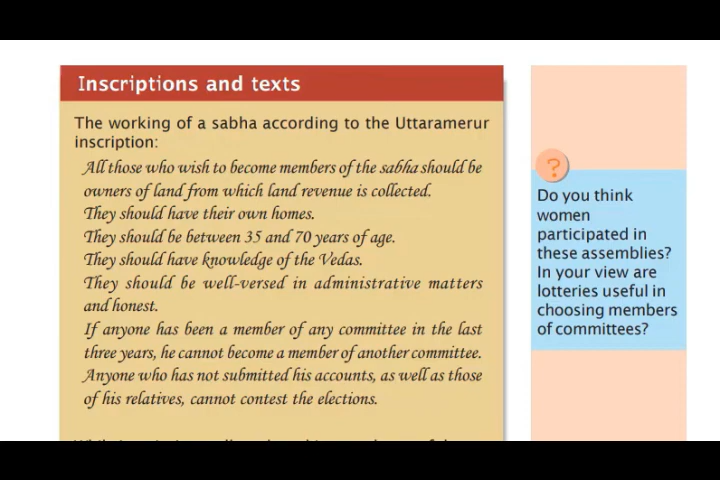 Inscriptions and texts
The working of a sabha according to the Uttaramerur
inscription:
All those who wish to become members of the sabha should be
owners of land from which land revenue is collected.
They should have their own homes.
They should be between 35 and 70 years of age.
They should have knowledge of the Vedas.
They should be well-versed in administrative matters
and honest.
If anyone has been a member of any committee in the last
three years, he cannot become a member of another committee.
Anyone who has not submitted his accounts, as well as those
of his relatives, cannot contest the elections.
?
Do you think
women
participated in
these assemblies?
In your view are
lotteries useful in
choosing members
of committees?